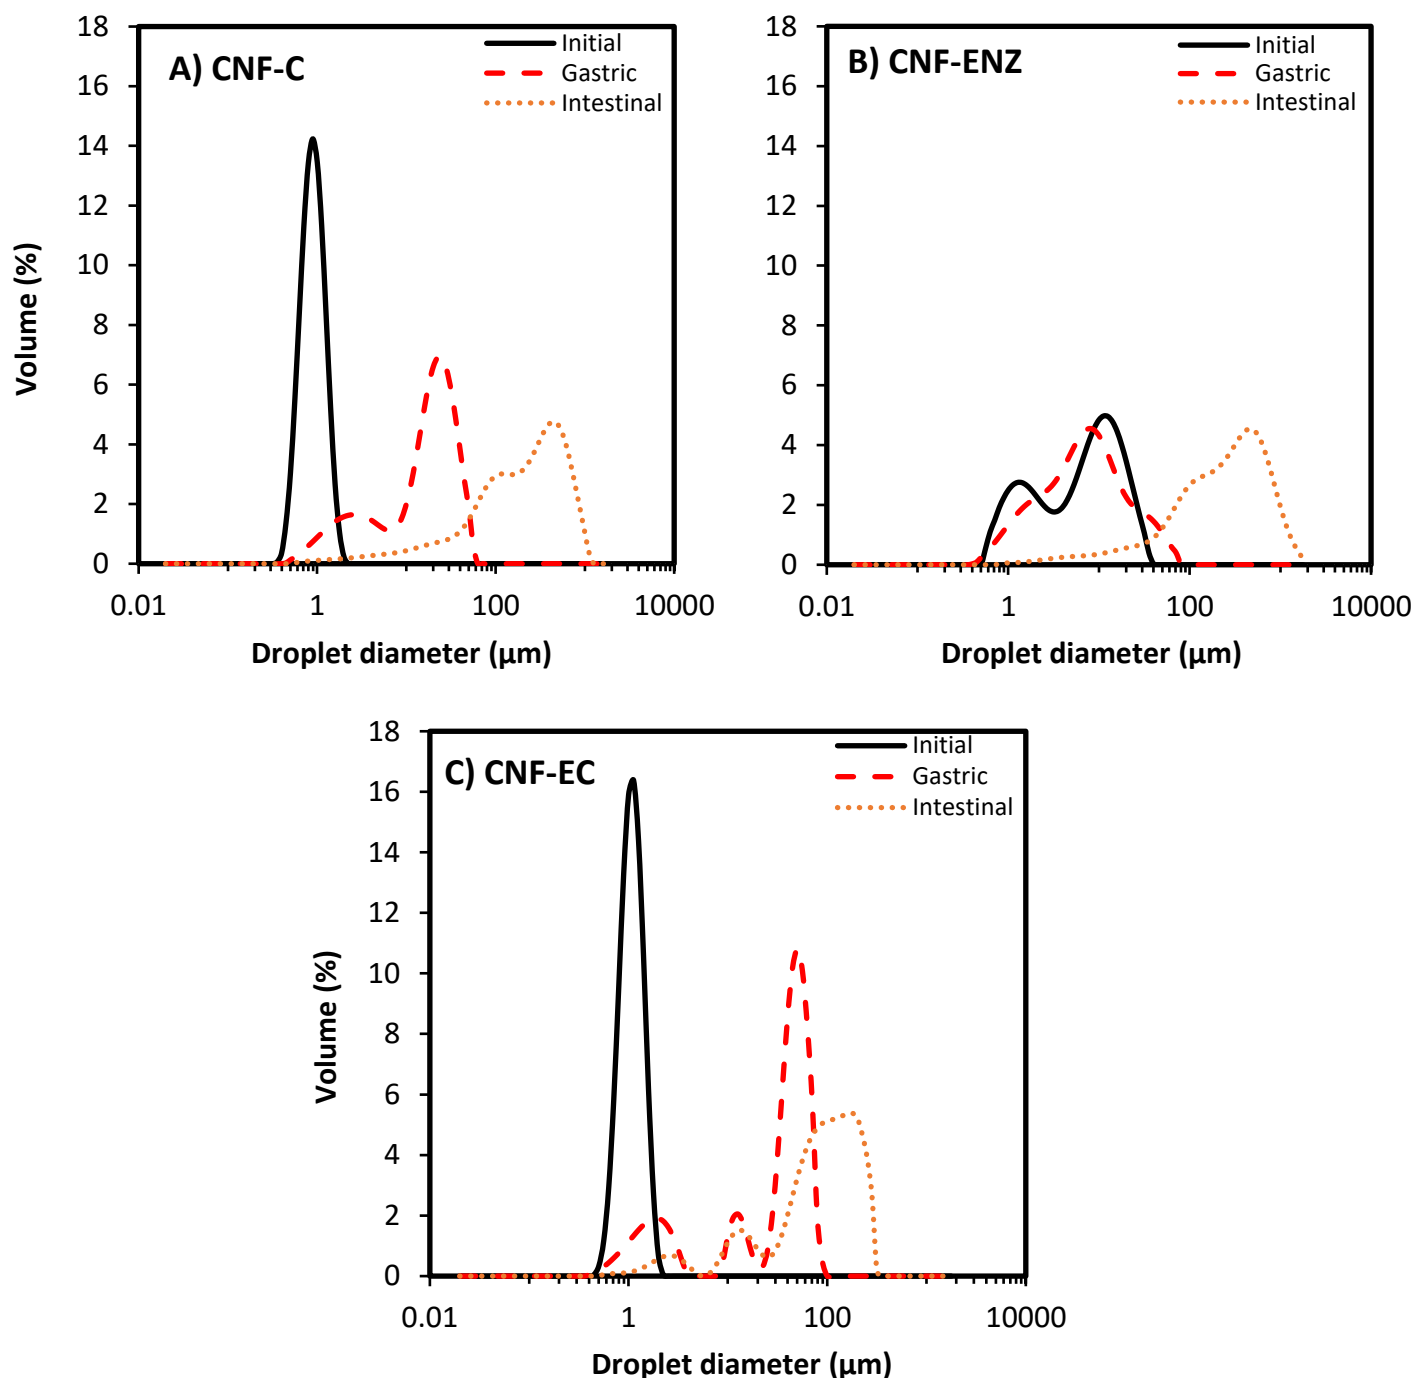 A) CNF-C
Initial
Gastric
Intestinal
18
16
14
12
10
8
6
4
2
0
Volume (%)
0.01 1 100 10000
Droplet diameter (μm)
B) CNF-ENZ
Initial
Gastric
Intestinal
18
16
14
12
10
8
6
4
2
0
0.01 1 100 10000
Droplet diameter (μm)
C) CNF-EC
Initial
Gastric
Intestinal
18
16
14
12
10
8
6
4
2
0
Volume (%)
0.01 1 100 10000
Droplet diameter (μm)